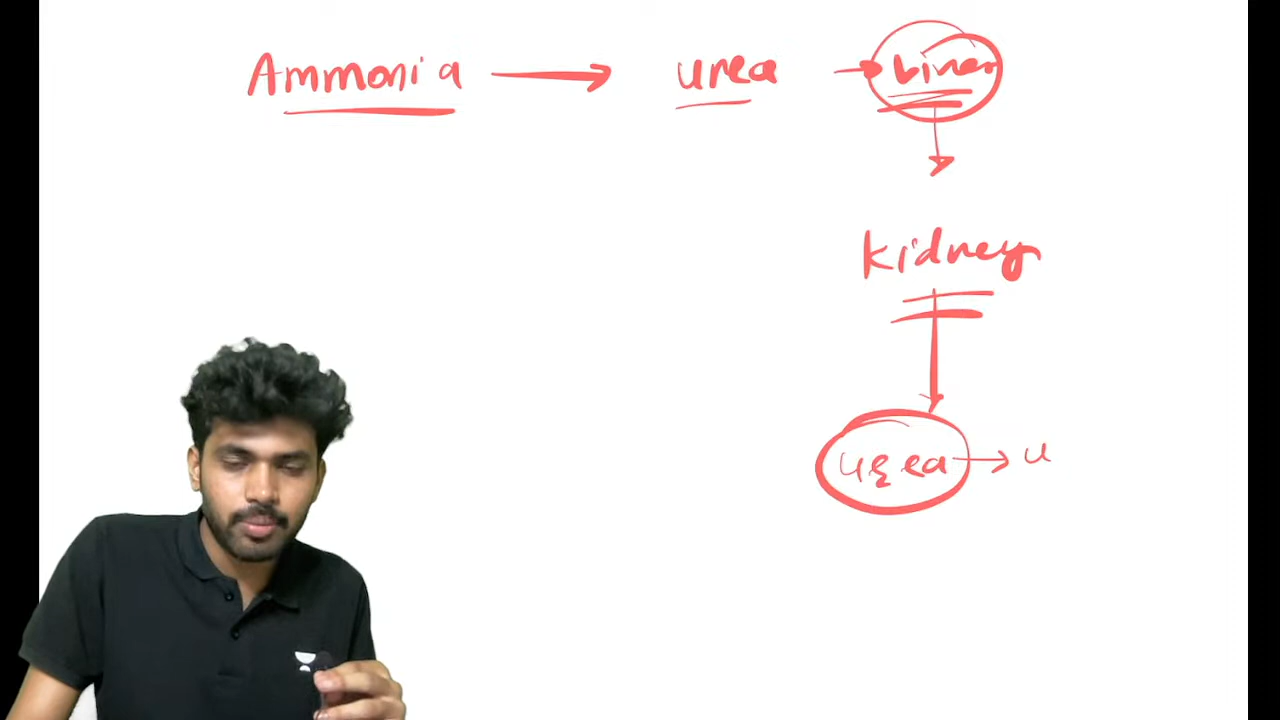 Ammonia → urea → Liver
kidney
urea → u